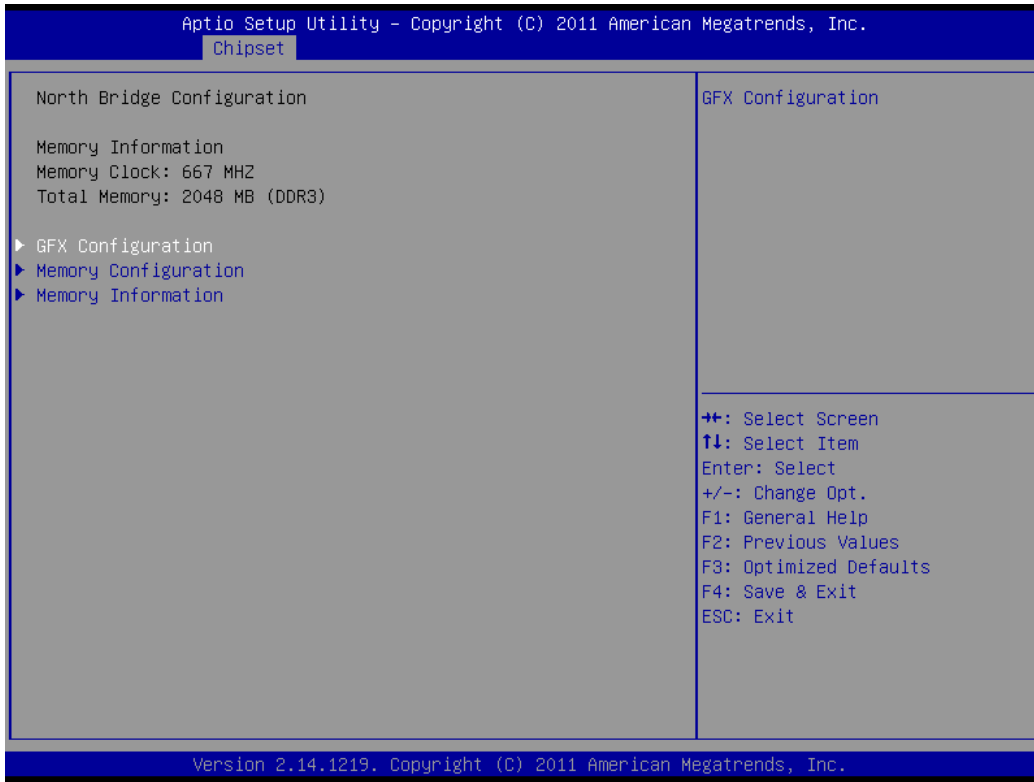 Aptio Setup Utility – Copyright (C) 2011 American Megatrends, Inc.
Chipset
North Bridge Configuration
Memory Information
Memory Clock: 667 MHZ
Total Memory: 2048 MB (DDR3)
► GFX Configuration
► Memory Configuration
► Memory Information
GFX Configuration
→←: Select Screen
↑↓: Select Item
Enter: Select
+/-: Change Opt.
F1: General Help
F2: Previous Values
F3: Optimized Defaults
F4: Save & Exit
ESC: Exit
Version 2.14.1219. Copyright (C) 2011 American Megatrends, Inc.